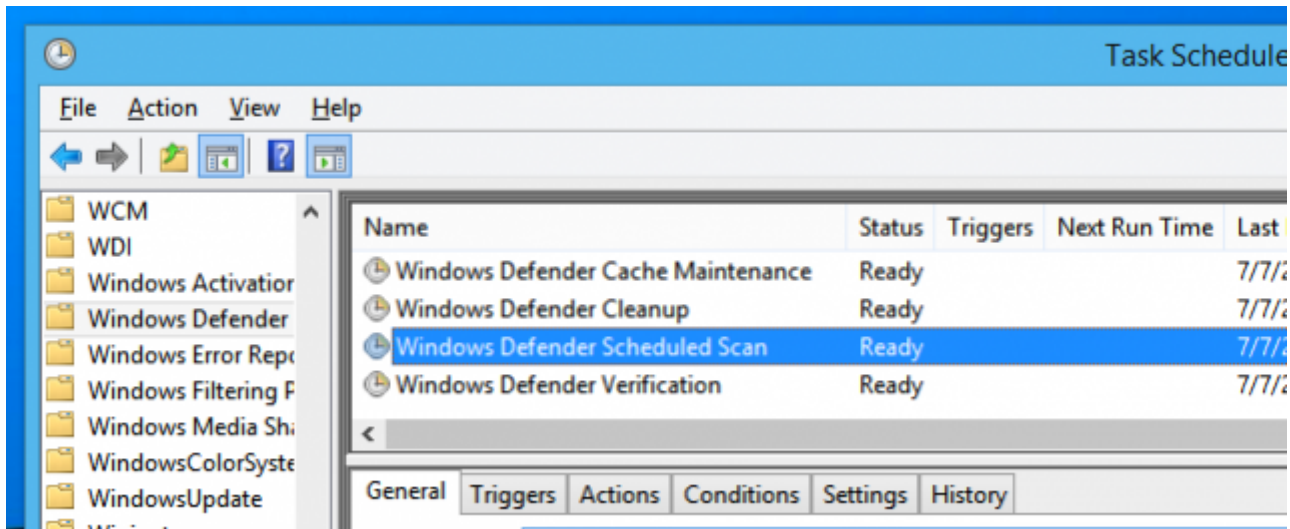 Task Schedule
File Action View Help
WCM
WDI
Windows Activation
Windows Defender
Windows Error Repo
Windows Filtering P
Windows Media Sha
WindowsColorSyste
WindowsUpdate
Name Status Triggers Next Run Time Last
Windows Defender Cache Maintenance Ready 7/7/2
Windows Defender Cleanup Ready 7/7/2
Windows Defender Scheduled Scan Ready 7/7/2
Windows Defender Verification Ready 7/7/2
General Triggers Actions Conditions Settings History